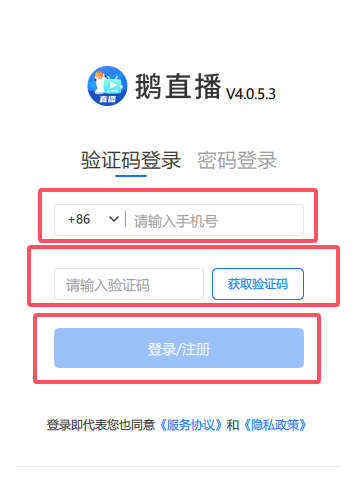 直播
鹅直播 V4.0.5.3
验证码登录 密码登录
+86 请输入手机号
请输入验证码 获取验证码
登录/注册
登录即代表您也同意《服务协议》和《隐私政策》